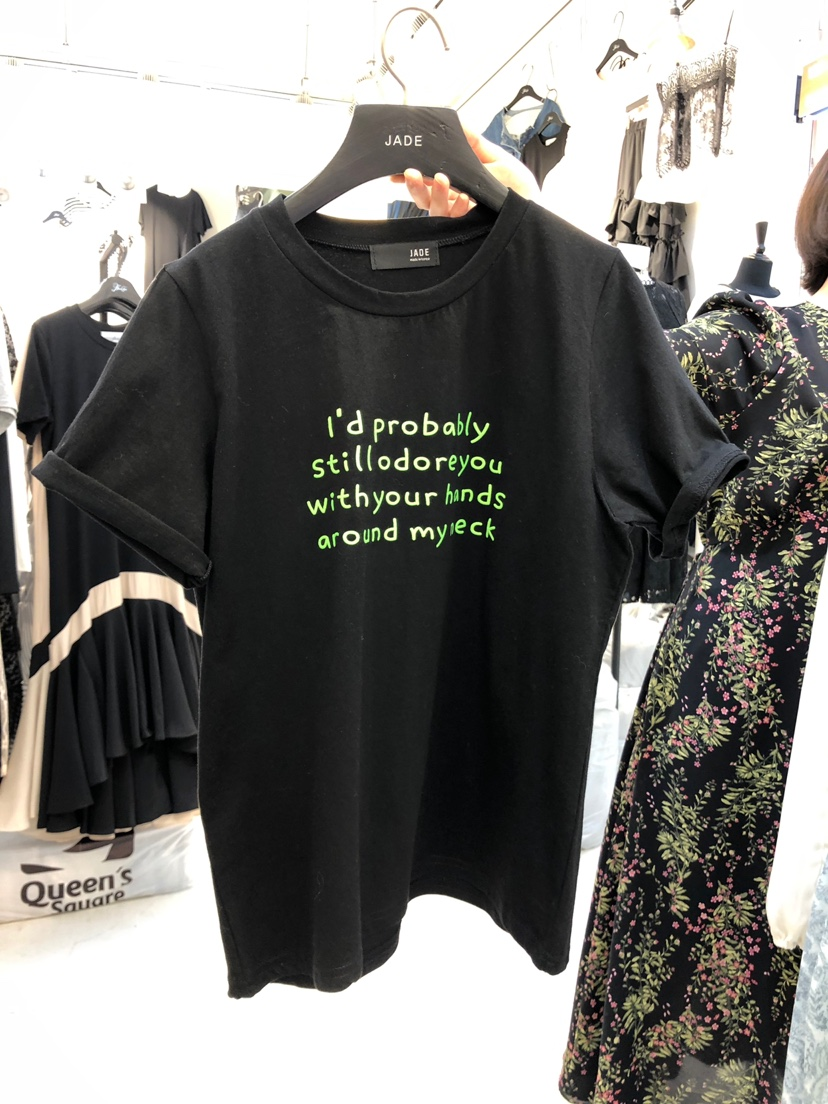 JADE
JADE
I'd probably
stillodoreyou
withyour hands
around myneck
Queen's
Square